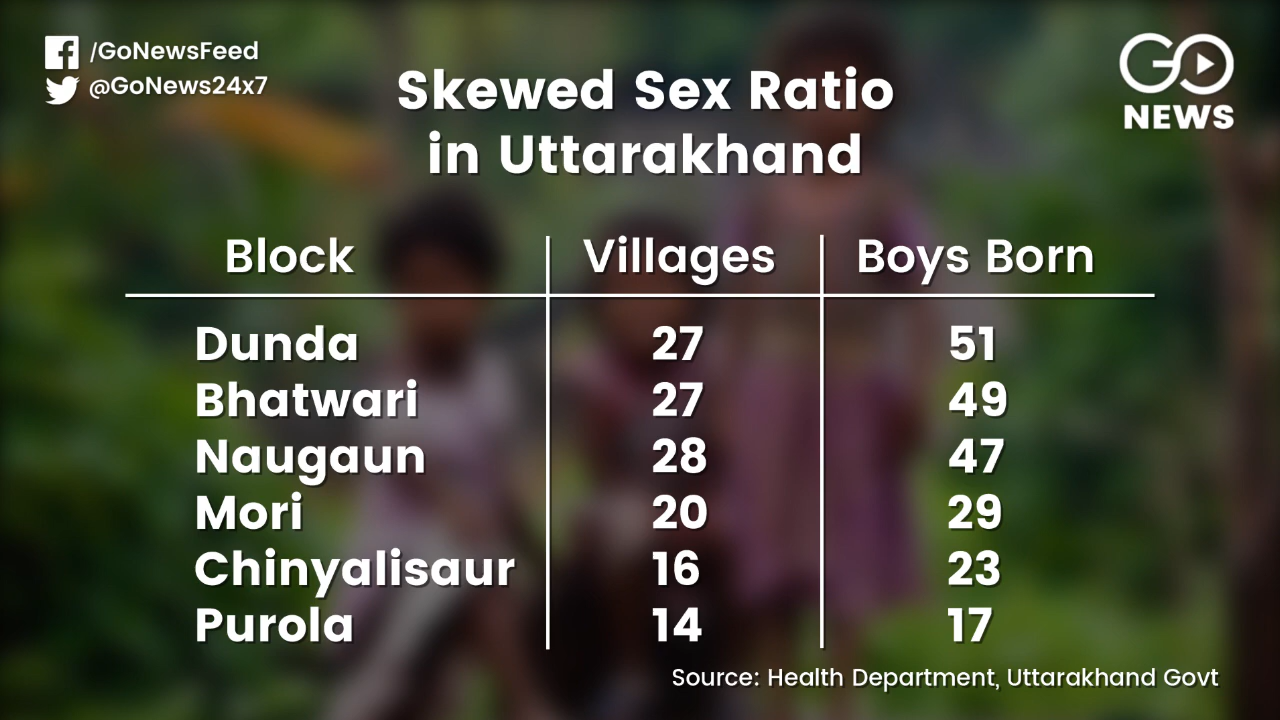 /GoNewsFeed
@GoNews24x7
GO
NEWS
Skewed Sex Ratio
in Uttarakhand
Block Villages Boys Born
Dunda 27 51
Bhatwari 27 49
Naugaun 28 47
Mori 20 29
Chinyalisaur 16 23
Purola 14 17
Source: Health Department, Uttarakhand Govt